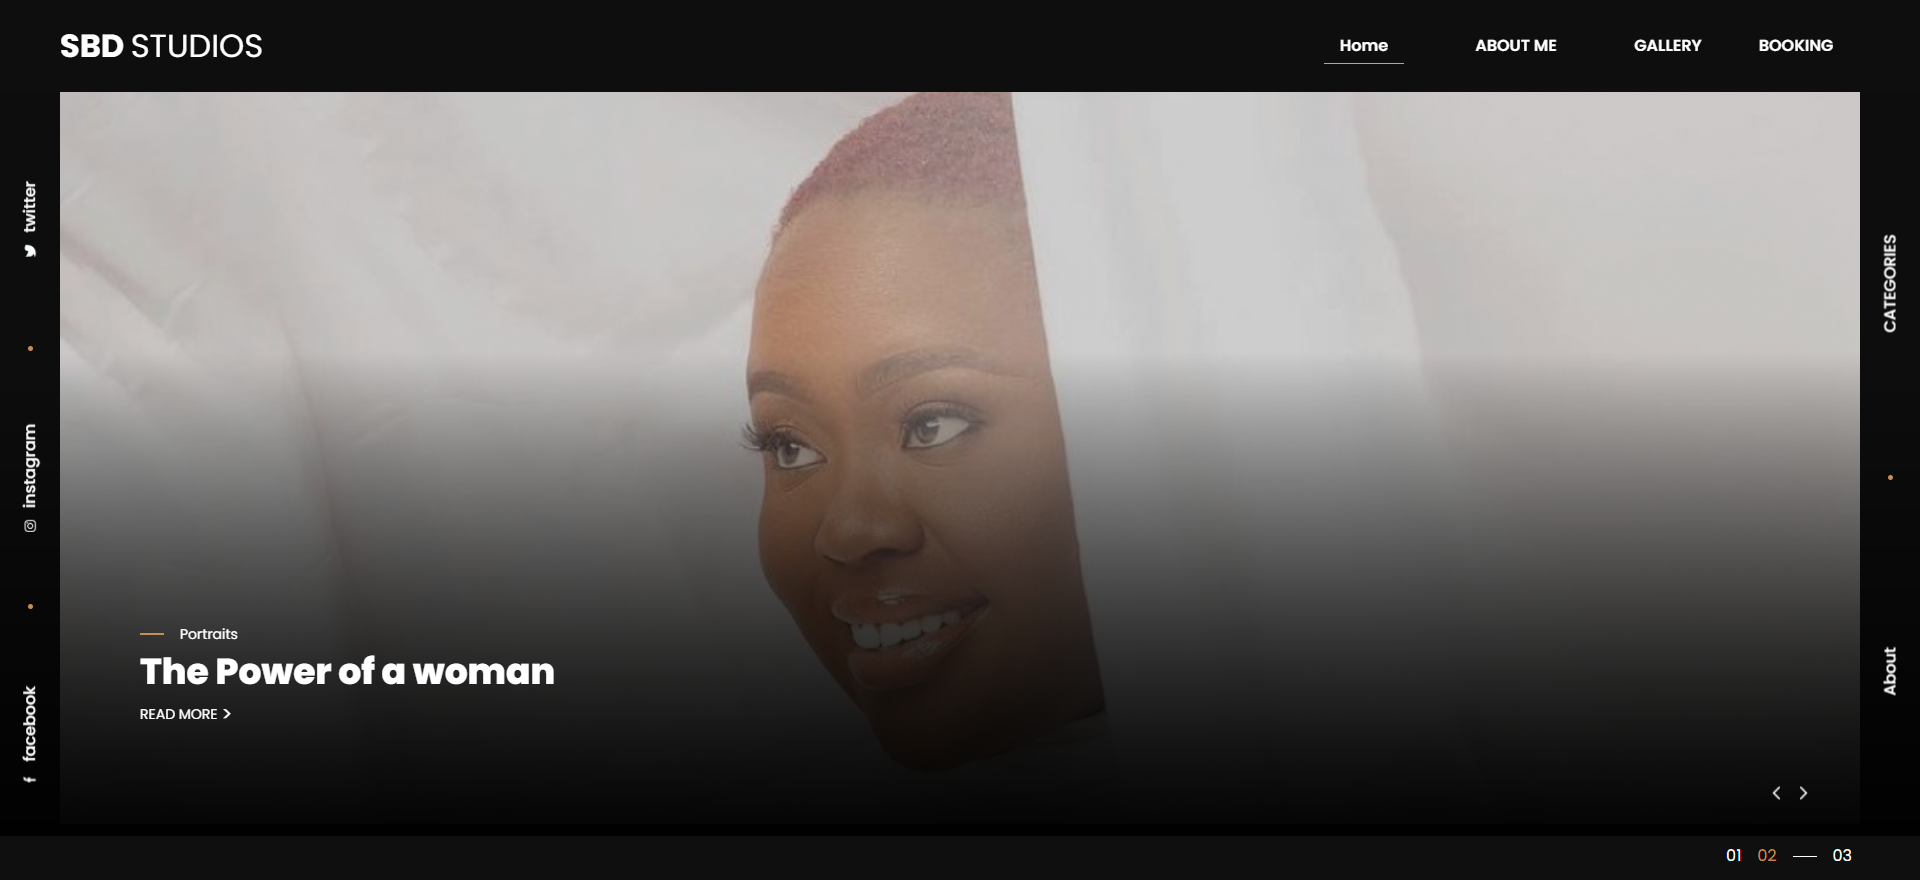 SBD STUDIOS
Home
ABOUT ME
GALLERY
BOOKING
twitter
instagram
facebook
CATEGORIES
About
Portraits
The Power of a woman
READ MORE >
01 02 — 03